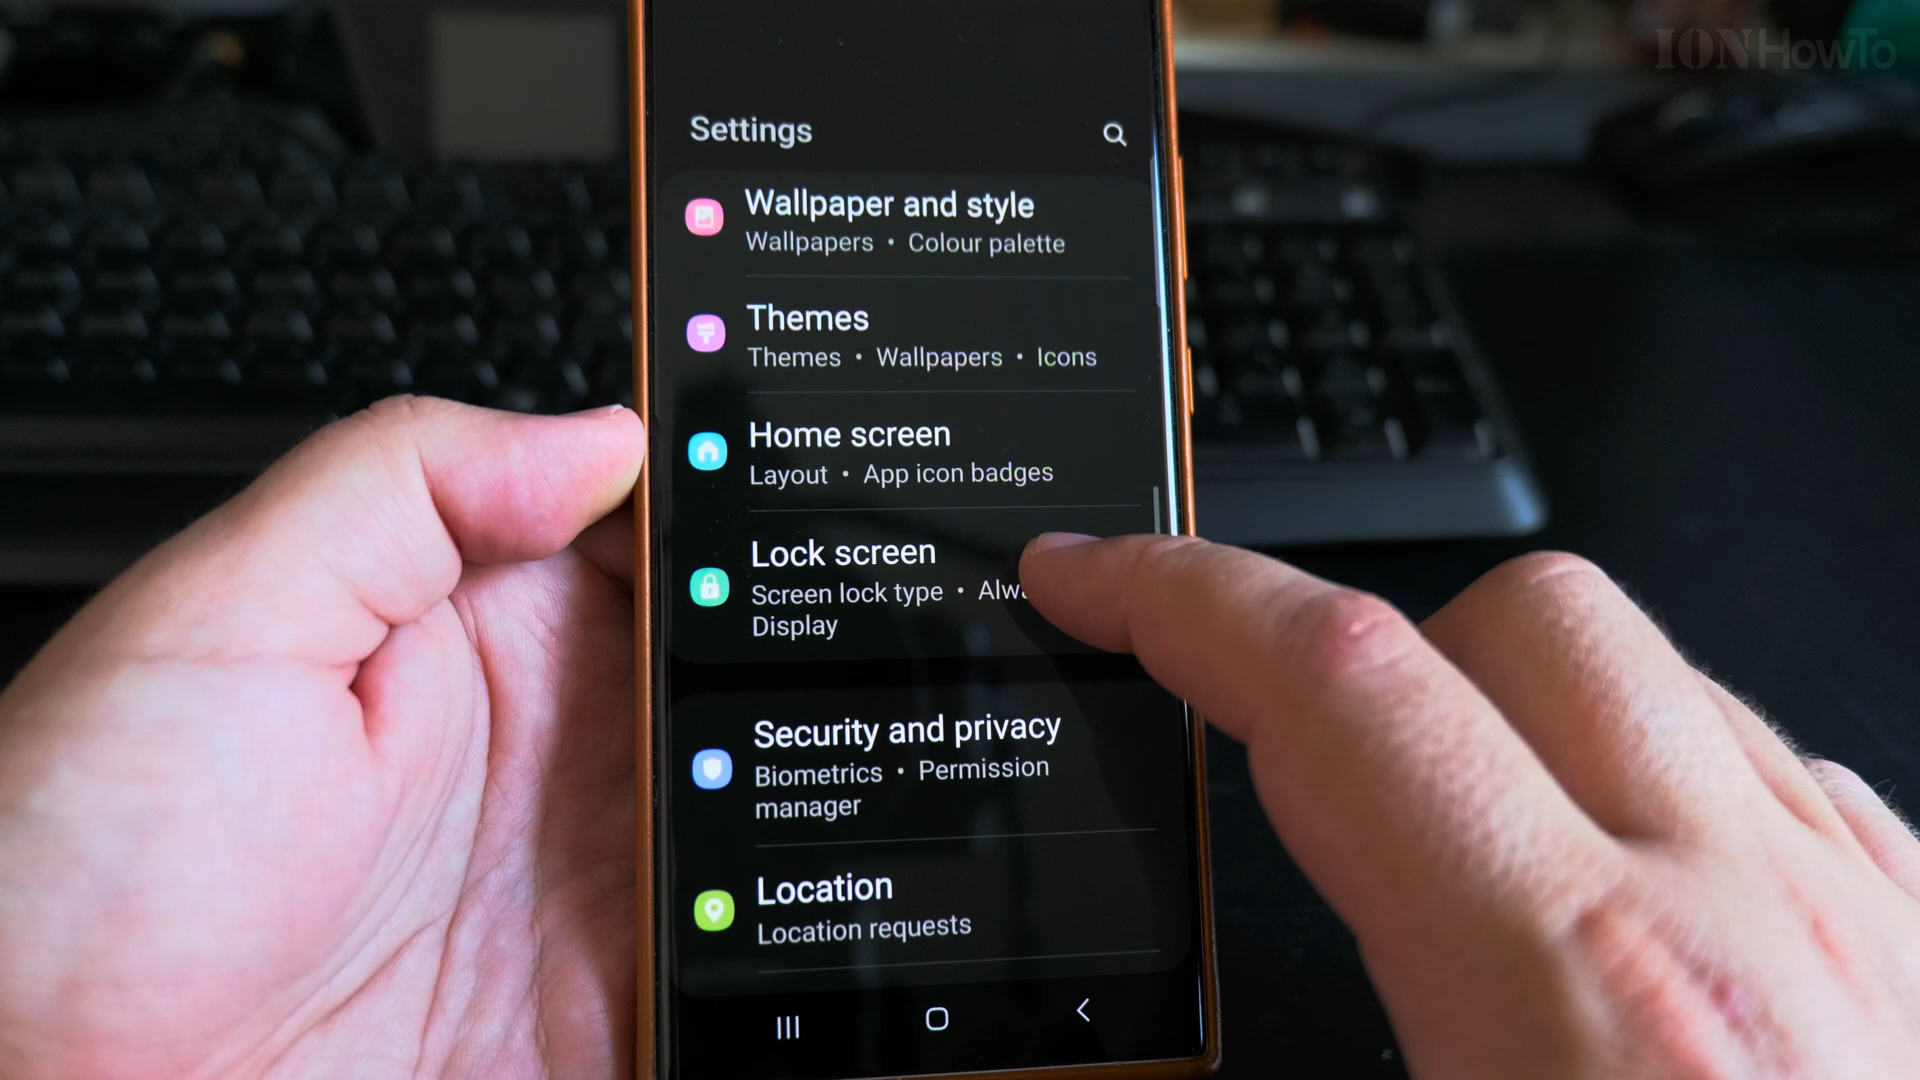 IONHowTo
Settings
Wallpaper and style
Wallpapers • Colour palette
Themes
Themes • Wallpapers • Icons
Home screen
Layout • App icon badges
Lock screen
Screen lock type •
Display
Security and privacy
Biometrics • Permission
manager
Location
Location requests